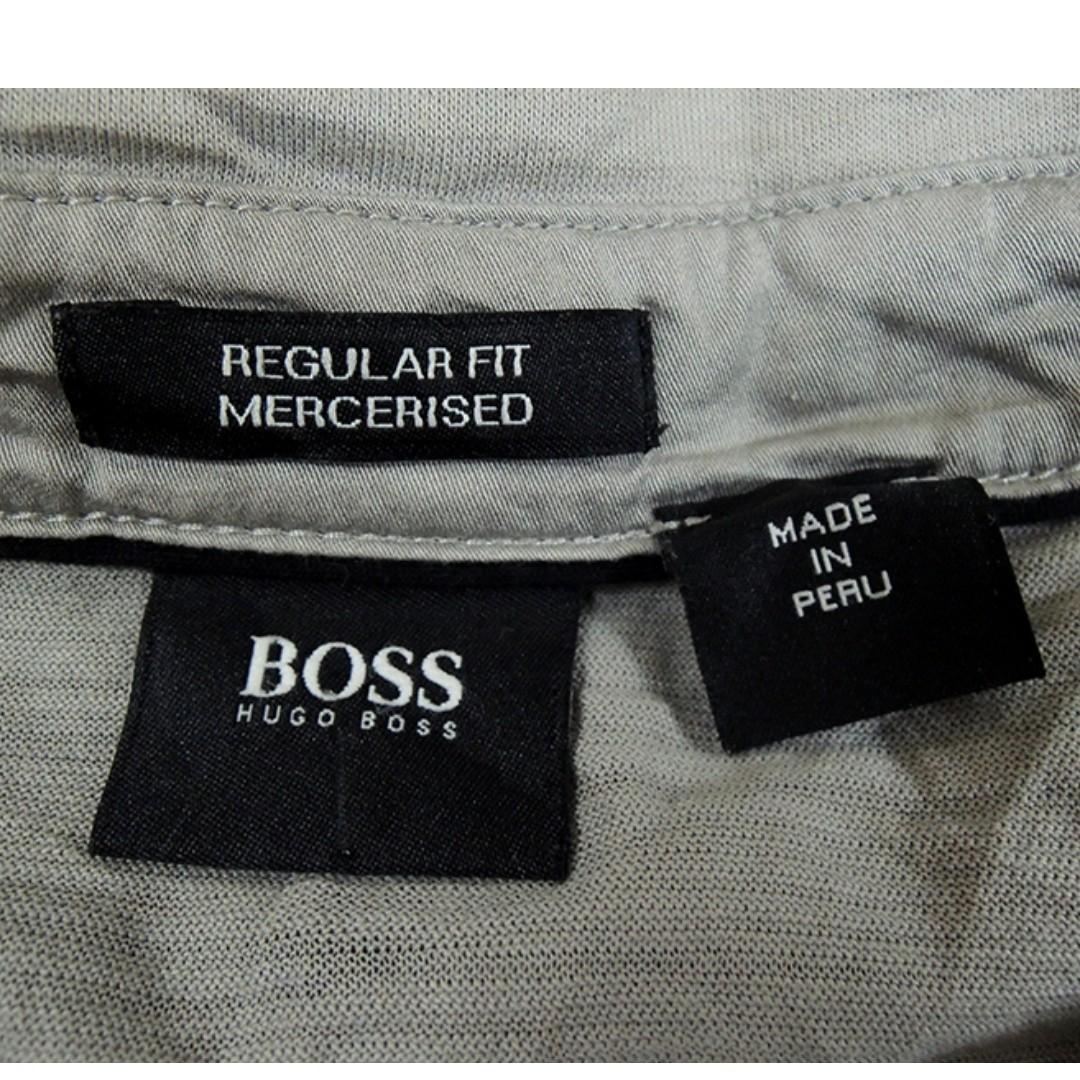 REGULAR FIT
MERCERISED
MADE
IN
PERU
BOSS
HUGO BOSS